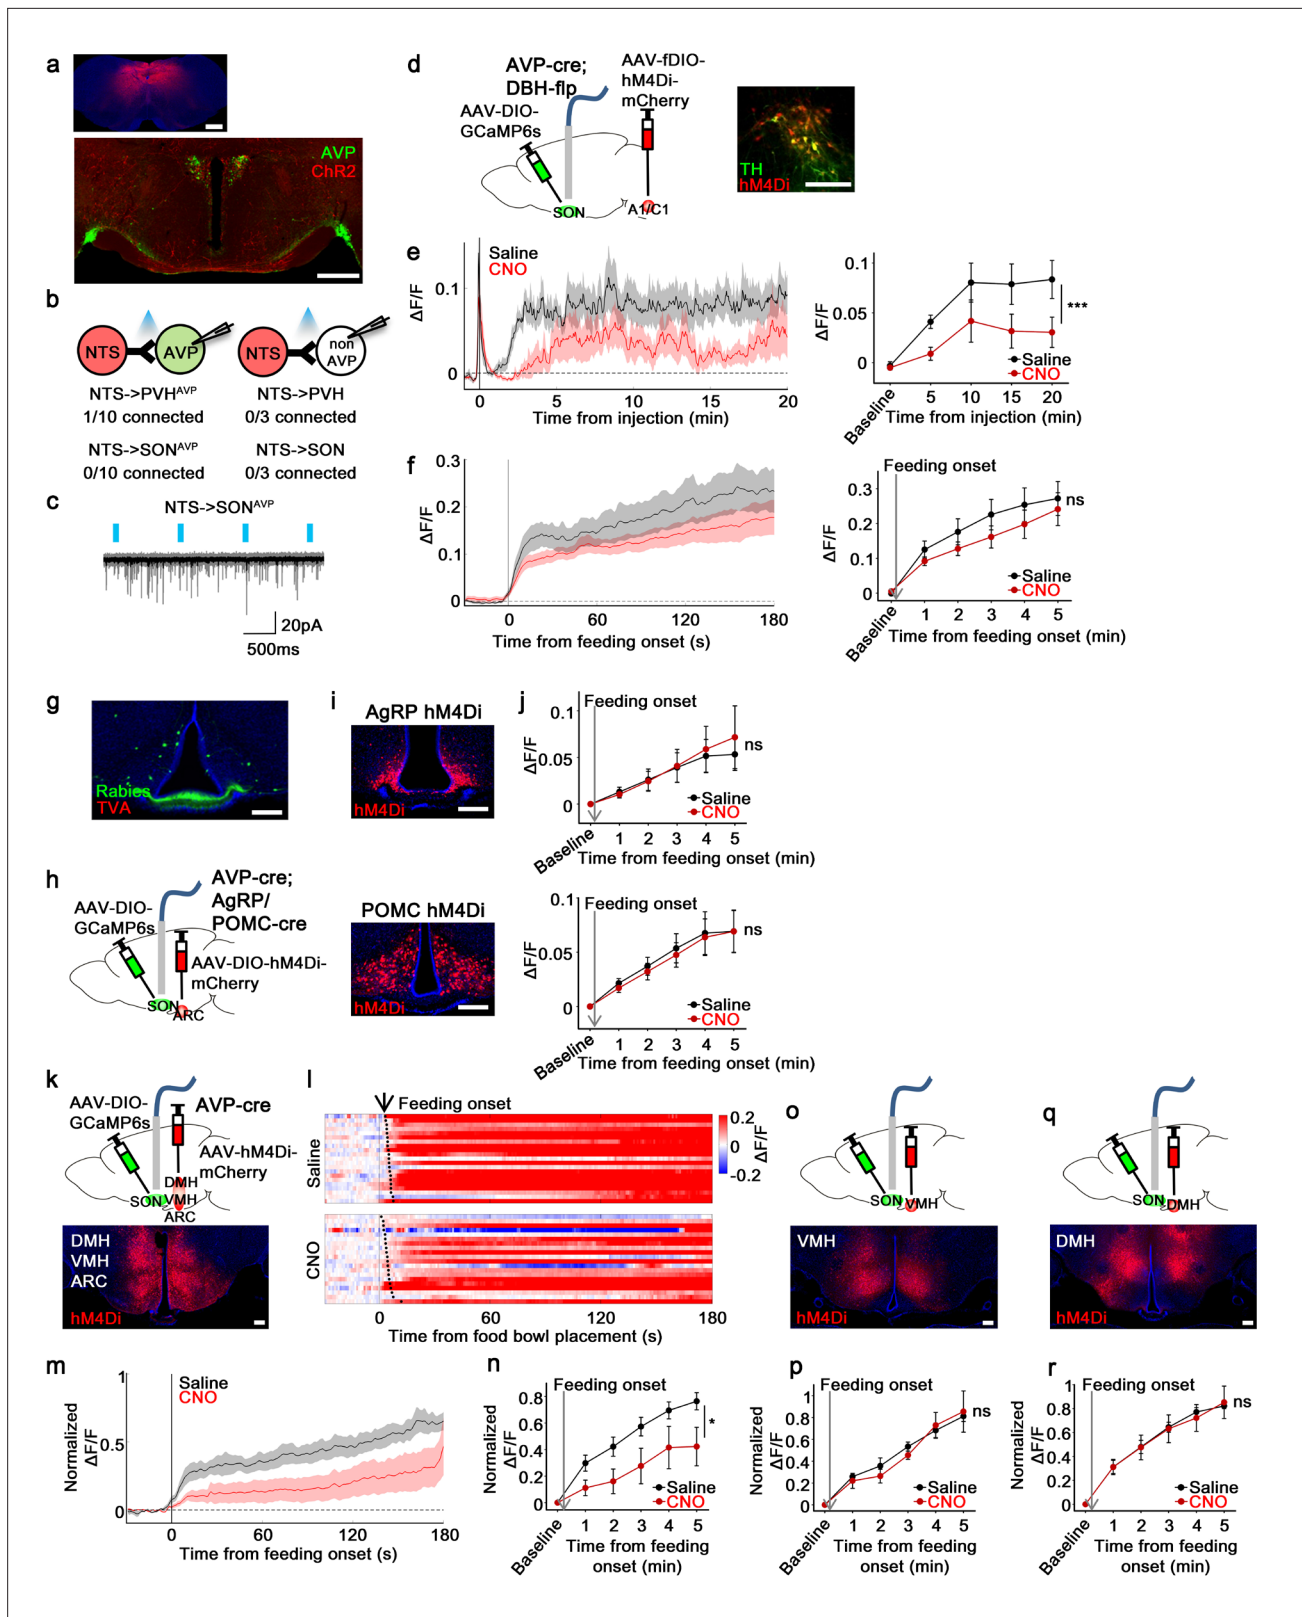 a
AVP
ChR2
b
NTS
AVP
NTS
non
AVP
NTS->PVHAVP
1/10 connected
NTS->PVH
0/3 connected
NTS->SONAVP
0/10 connected
NTS->SON
0/3 connected
c
NTS->SONAVP
20pA
500ms
d
AVP-cre;
DBH-flp
AAV-fDIO-
hM4Di-
mCherry
AAV-DIO-
GCaMP6s
SON
A1/C1
TH
hM4Di
e
Saline
CNO
ΔF/F
0.1
0
0 5 10 15 20
Time from injection (min)
ΔF/F
0.1
0.05
0
***
Saline
CNO
Baseline
5 10 15 20
Time from injection (min)
f
ΔF/F
0.3
0.2
0.1
0
0 60 120 180
Time from feeding onset (s)
Feeding onset
ΔF/F
0.3
0.2
0.1
0
ns
Saline
CNO
Baseline
1 2 3 4 5
Time from feeding onset (min)
g
Rabies
TVA
h
AVP-cre;
AgRP/
POMC-cre
AAV-DIO-
GCaMP6s
AAV-DIO-hM4Di-
mCherry
SON
ARC
i
AgRP hM4Di
hM4Di
POMC hM4Di
hM4Di
j
Feeding onset
ΔF/F
0.1
0.05
0
ns
Saline
CNO
Baseline
1 2 3 4 5
Time from feeding onset (min)
Feeding onset
ΔF/F
0.1
0.05
0
ns
Saline
CNO
Baseline
1 2 3 4 5
Time from feeding onset (min)
k
AAV-DIO-
GCaMP6s
AVP-cre
AAV-hM4Di-
mCherry
DMH
SON
VMH
ARC
DMH
VMH
ARC
hM4Di
l
Feeding onset
Saline
CNO
0.2
0
-0.2
ΔF/F
0 60 120 180
Time from food bowl placement (s)
m
Saline
CNO
Normalized
ΔF/F
1
0.5
0
0 60 120 180
Time from feeding onset (s)
n
Feeding onset
Normalized
ΔF/F
0.8
0.6
0.4
0.2
0
*
Saline
CNO
Baseline
1 2 3 4 5
Time from feeding
onset (min)
o
SON
VMH
VMH
hM4Di
p
Feeding onset
Normalized
ΔF/F
1
0.8
0.6
0.4
0.2
0
ns
Saline
CNO
Baseline
1 2 3 4 5
Time from feeding
onset (min)
q
SON
DMH
DMH
hM4Di
r
Feeding onset
Normalized
ΔF/F
1
0.8
0.6
0.4
0.2
0
ns
Saline
CNO
Baseline
1 2 3 4 5
Time from feeding
onset (min)